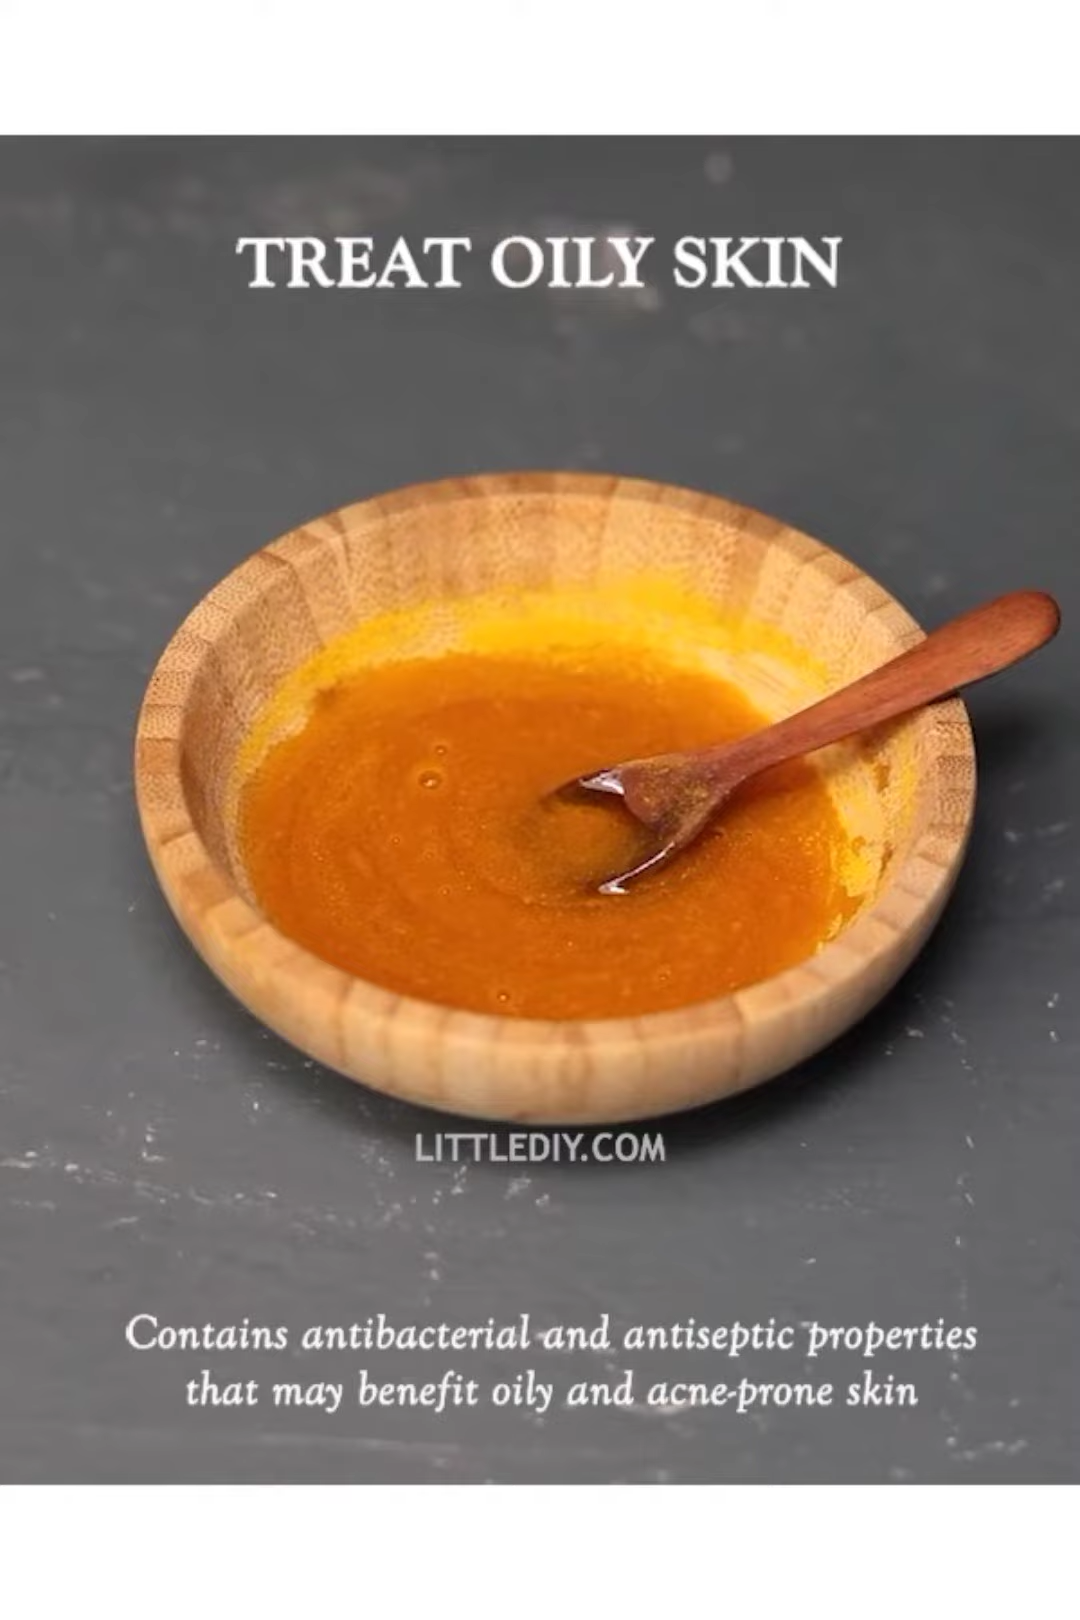 TREAT OILY SKIN
LITTLEDIY.COM
Contains antibacterial and antiseptic properties
that may benefit oily and acne-prone skin